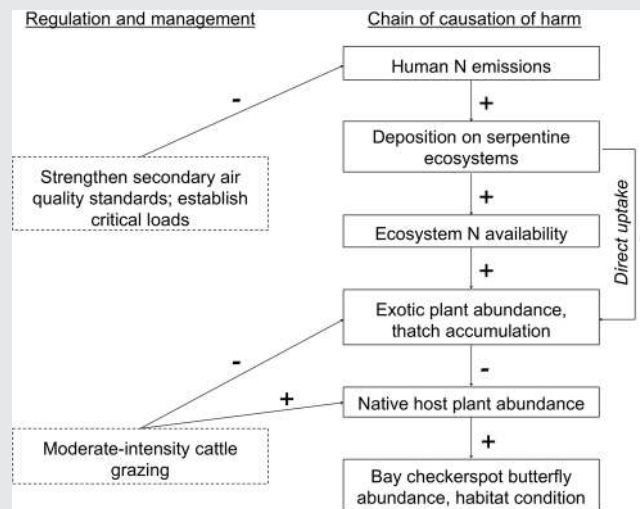 Regulation and management
Chain of causation of harm
Human N emissions
-
+
Deposition on serpentine
ecosystems
Strengthen secondary air
quality standards; establish
critical loads
+
Direct uptake
Ecosystem N availability
+
Exotic plant abundance,
thatch accumulation
-
-
+
Native host plant abundance
Moderate-intensity cattle
grazing
+
Bay checkerspot butterfly
abundance, habitat condition